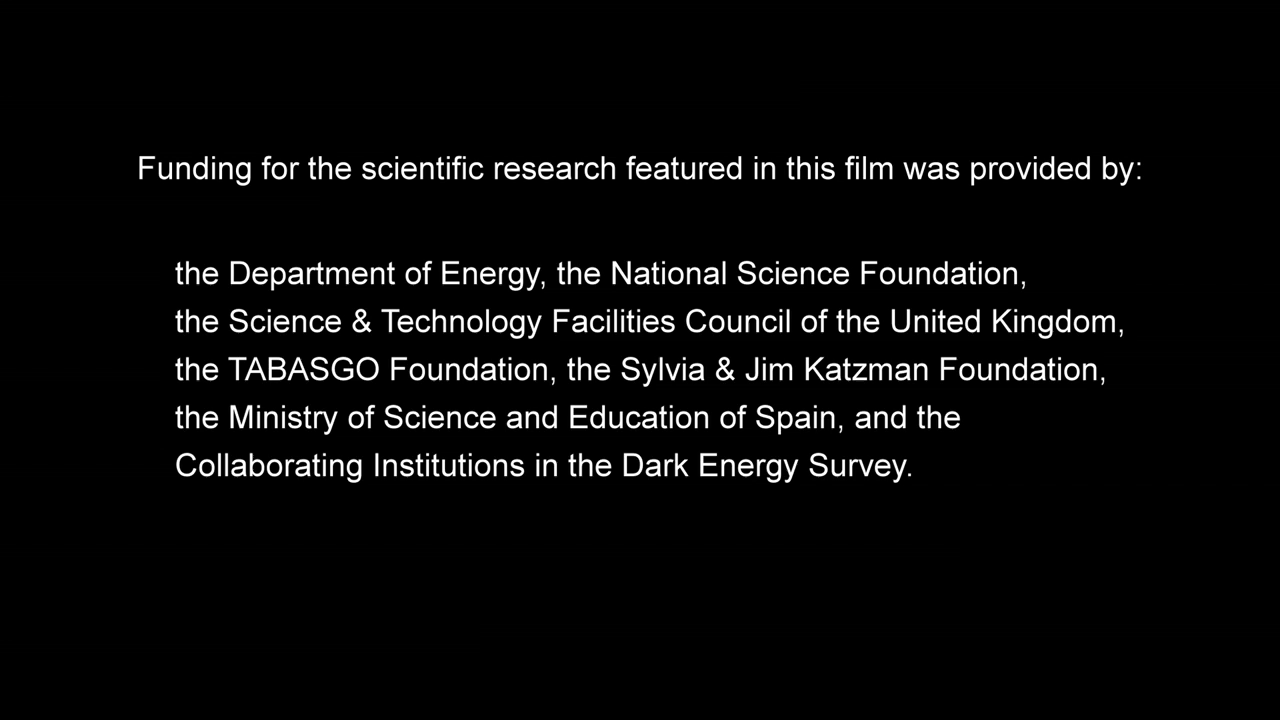 Funding for the scientific research featured in this film was provided by:
the Department of Energy, the National Science Foundation,
the Science & Technology Facilities Council of the United Kingdom,
the TABASGO Foundation, the Sylvia & Jim Katzman Foundation,
the Ministry of Science and Education of Spain, and the
Collaborating Institutions in the Dark Energy Survey.